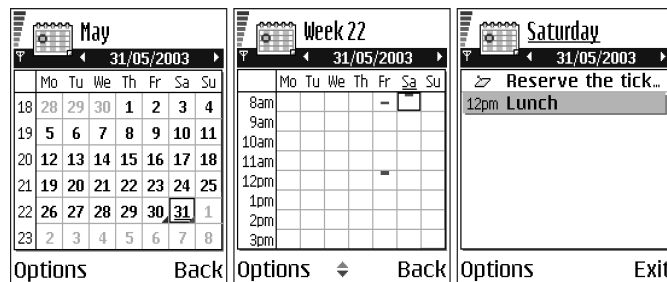 May
31/05/2003
Mo Tu We Th Fr Sa Su
18 28 29 30 1 2 3 4
19 5 6 7 8 9 10 11
20 12 13 14 15 16 17 18
21 19 20 21 22 23 24 25
22 26 27 28 29 30 31 1
23 2 3 4 5 6 7 8
Options Back
Week 22
31/05/2003
Mo Tu We Th Fr Sa Su
8am
9am
10am
11am
12pm
1pm
2pm
3pm
Options Back
Saturday
31/05/2003
Reserve the tick...
12pm Lunch
Options Exit